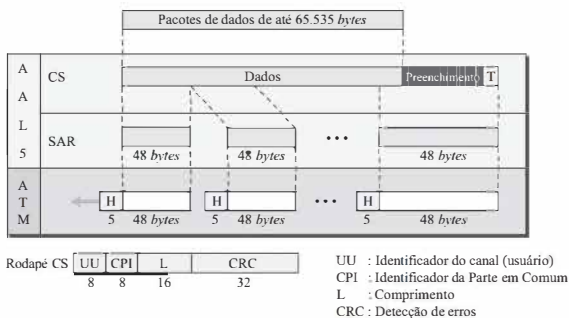 Pacotes de dados de até 65.535 bytes
A
A
L
5
CS
Dados
Preenchimento
T
SAR
48 bytes
48 bytes
• • •
48 bytes
A
T
M
H
H
• • •
H
5 48 bytes
5 48 bytes
5 48 bytes
Rodapé CS UU CPI L CRC
8 8 16 32
UU : Identificador do canal (usuário)
CPI : Identificador da Parte em Comum
L : Comprimento
CRC : Detecção de erros